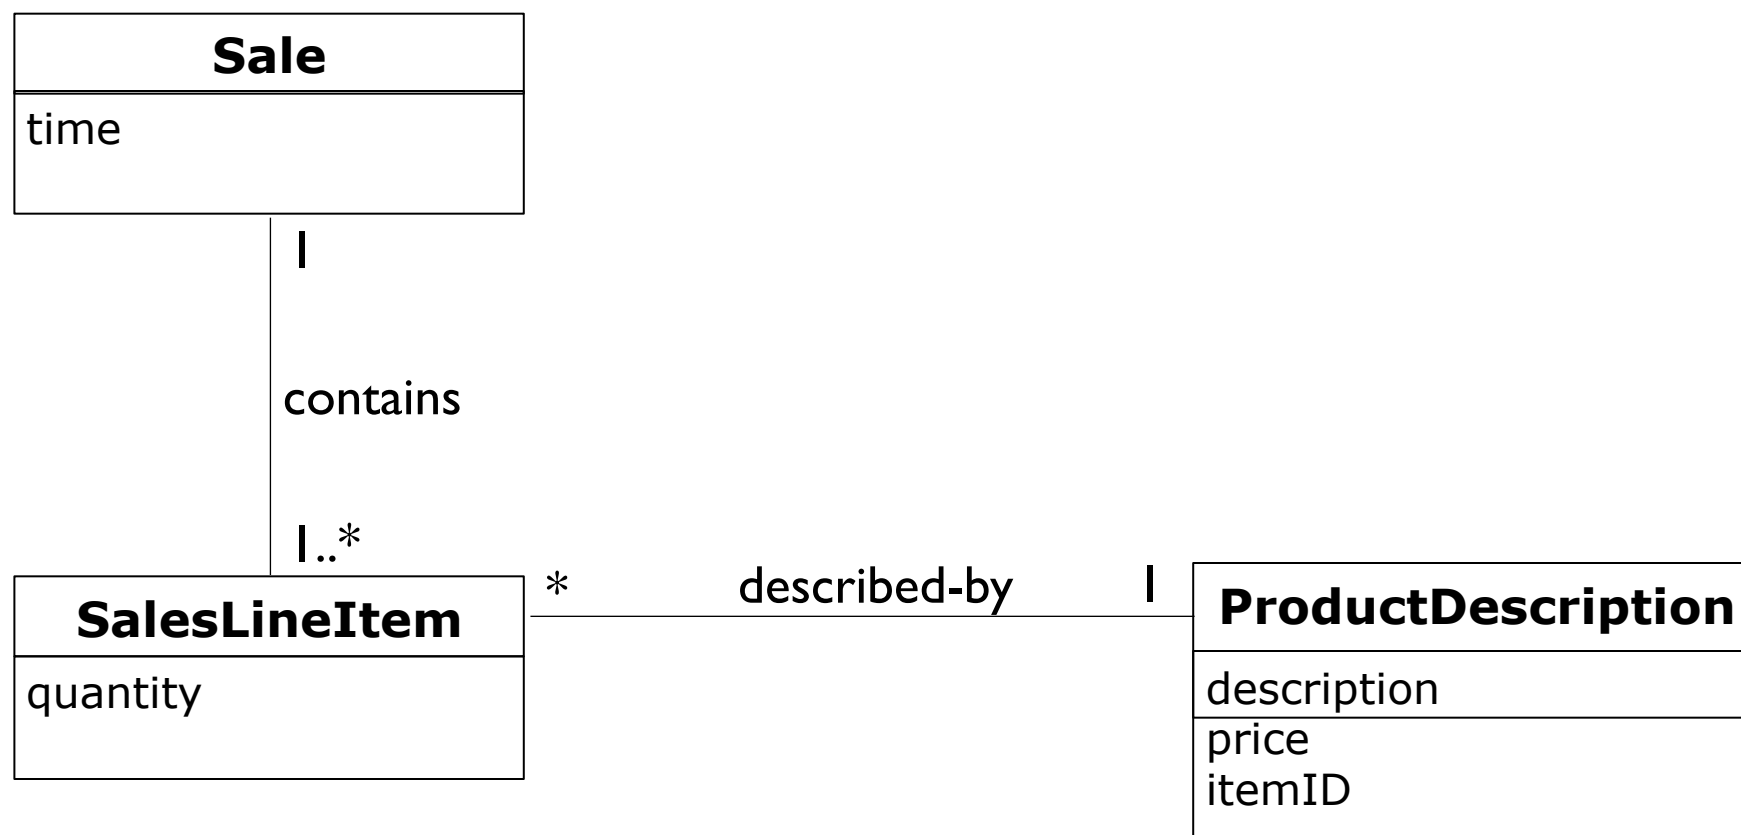 Sale
time
1
contains
1..*
SalesLineItem
quantity
* described-by 1
ProductDescription
description
price
itemID